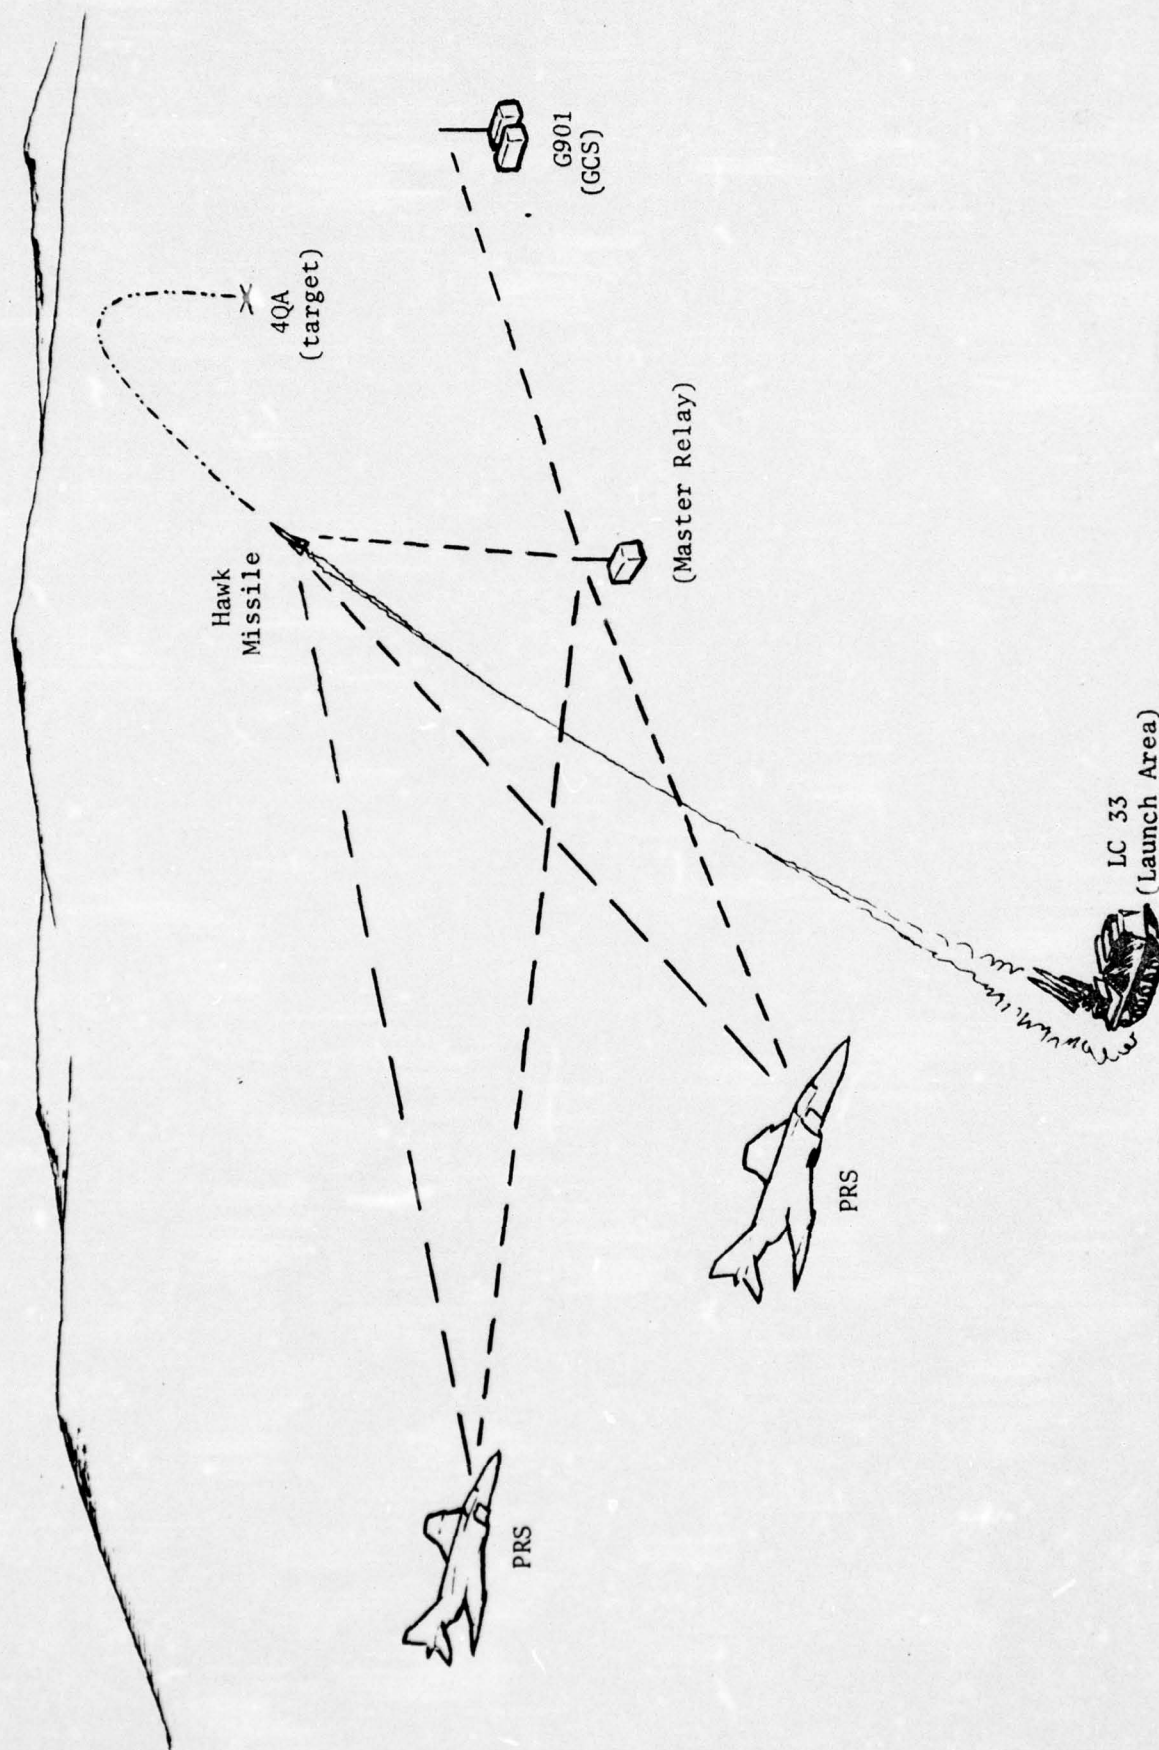 Hawk
Missile
4QA
(target)
G901
(GCS)
(Master Relay)
PRS
PRS
LC 33
(Launch Area)